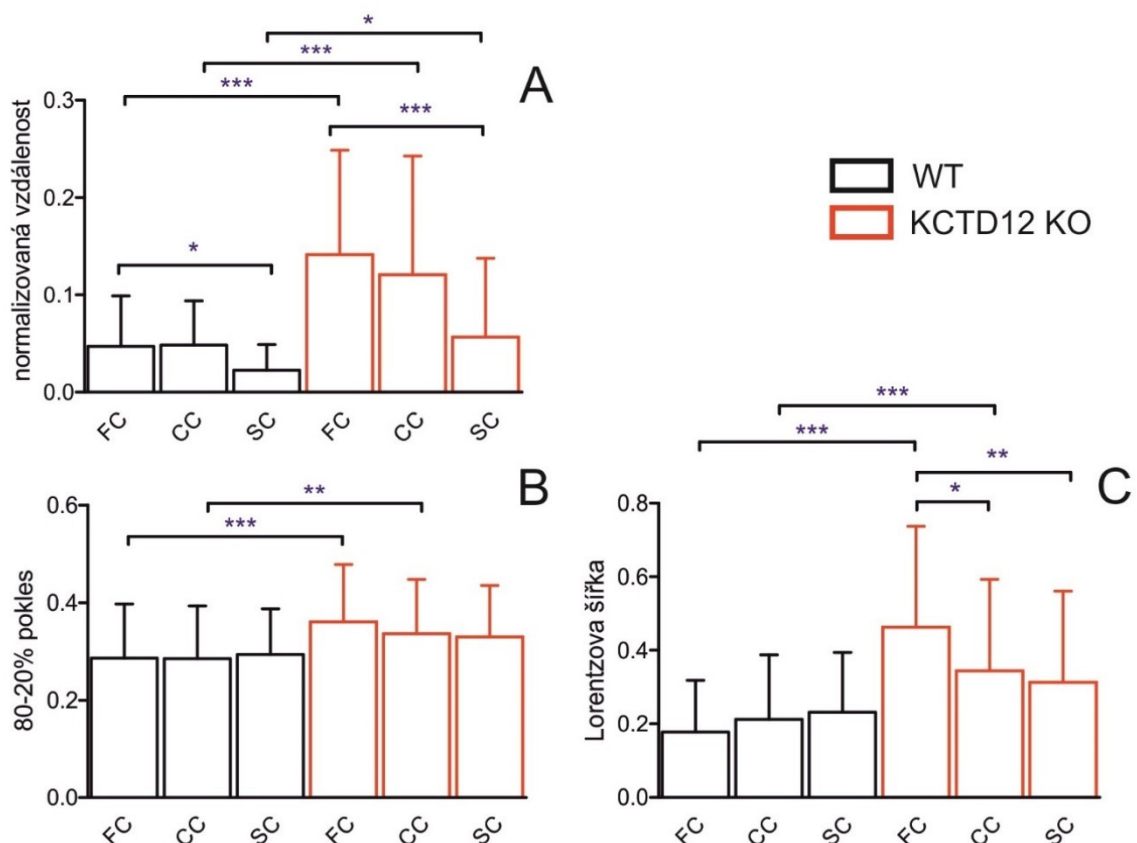 *
***
***
A
***
0.3
0.2
0.1
0.0
normalizovaná vzdálenost
*
FC
CC
SC
FC
CC
SC
WT
KCTD12 KO
B
**
***
0.6
0.4
0.2
0.0
80-20% pokles
FC
CC
SC
FC
CC
SC
***
***
**
C
*
0.8
0.6
0.4
0.2
0.0
Lorentzova šířka
FC
CC
SC
FC
CC
SC